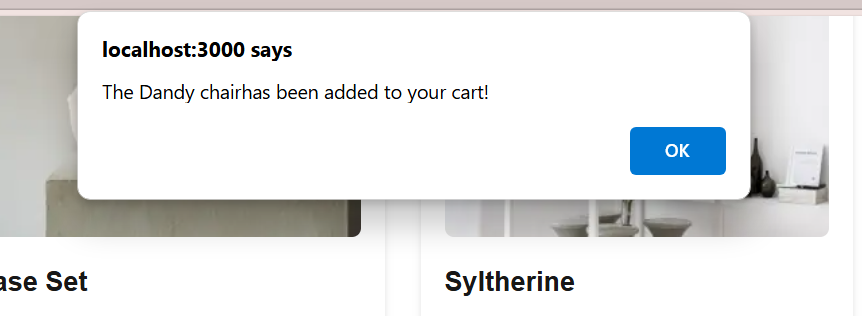 localhost:3000 says
The Dandy chairhas been added to your cart!
OK
ase Set
Syltherine